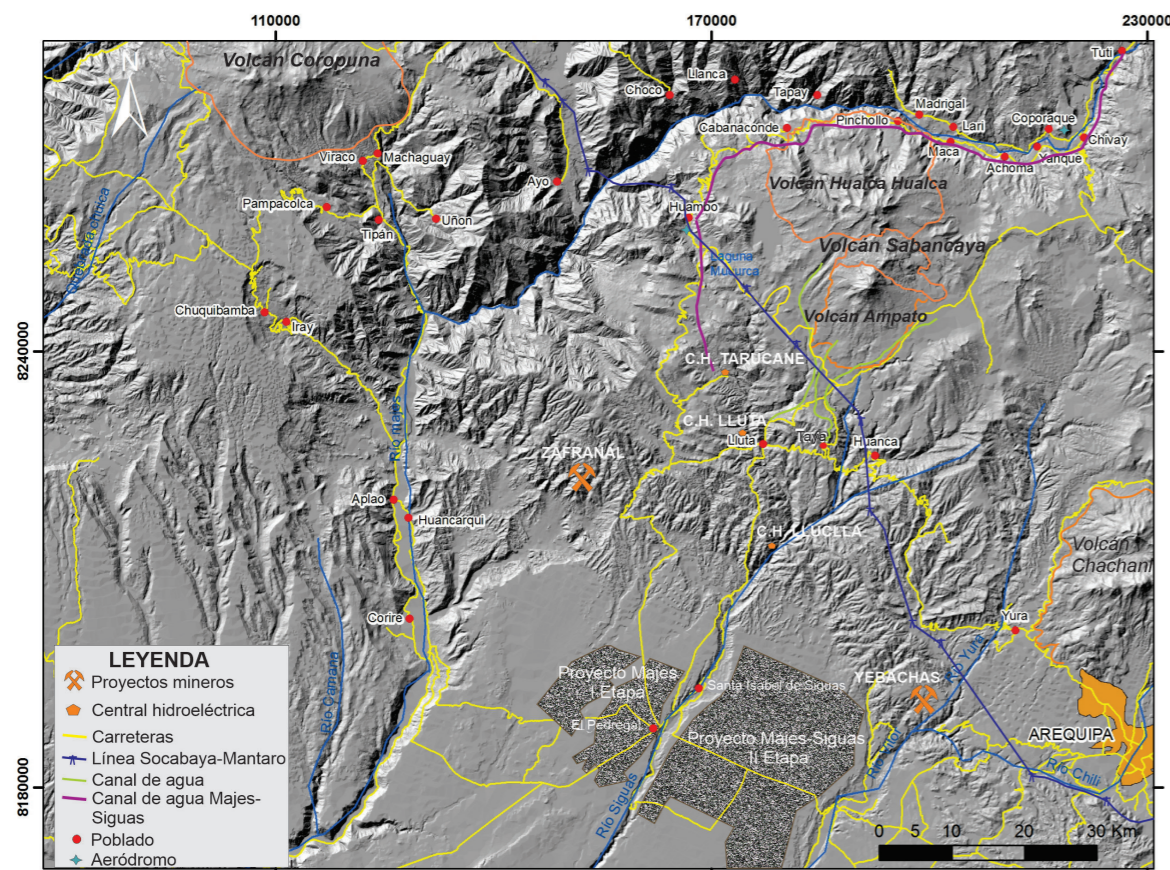 110000
170000
230000
8240000
8180000
N
Volcán Coropuna
Llanca
Choco
Tapay
Tuti
Madrigal
Lari
Coporaque
Cabanaconde
Pinchollo
Chivay
Maca
Yanque
Achoma
Viraco
Machaguay
Ayo
Volcán Hualca Hualca
Pampacolca
Uñon
Tipán
Huambo
Volcán Sabancaya
Laguna
Mucurca
Chuquibamba
Iray
Volcán Ampato
C.H. TARUCANE
Río majes
C.H. LLUTA
Lluta
Taya
Huanca
ZAFRANAL
Aplao
Huancarqui
C.H. LLUCLLA
Volcán
Chachani
Corire
Yura
Río Yura
Río Camana
Proyecto Majes
I Etapa
Santa Isabel de Siguas
YEBACHAS
El Pedregal
Proyecto Majes-Siguas
II Etapa
AREQUIPA
Río Chili
Río Siguas
LEYENDA
Proyectos mineros
Central hidroeléctrica
Carreteras
Línea Socabaya-Mantaro
Canal de agua
Canal de agua Majes-
Siguas
Poblado
Aeródromo
0 5 10 20 30 Km